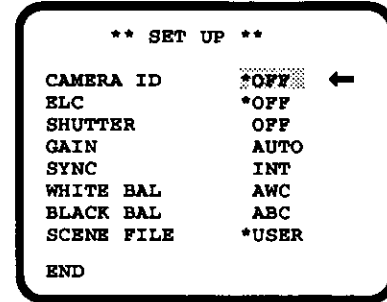 ** SET UP **
CAMERA ID *OFF ←
ELC *OFF
SHUTTER OFF
GAIN AUTO
SYNC INT
WHITE BAL AWC
BLACK BAL ABC
SCENE FILE *USER
END